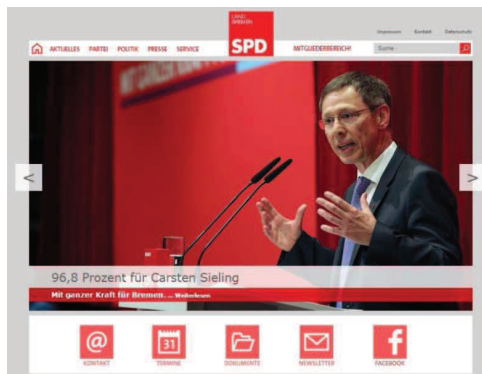 LAND
BREMEN
SPD
Impressum Kontakt Datenschutz
AKTUELLES PARTEI POLITIK PRESSE SERVICE
MITGLIEDERBEREICH!
Suche
<
>
96,8 Prozent für Carsten Sieling
Mit ganzer Kraft für Bremen. ... Weiterlesen
@
31
f
KONTAKT
TERMINE
DOKUMENTE
NEWSLETTER
FACEBOOK